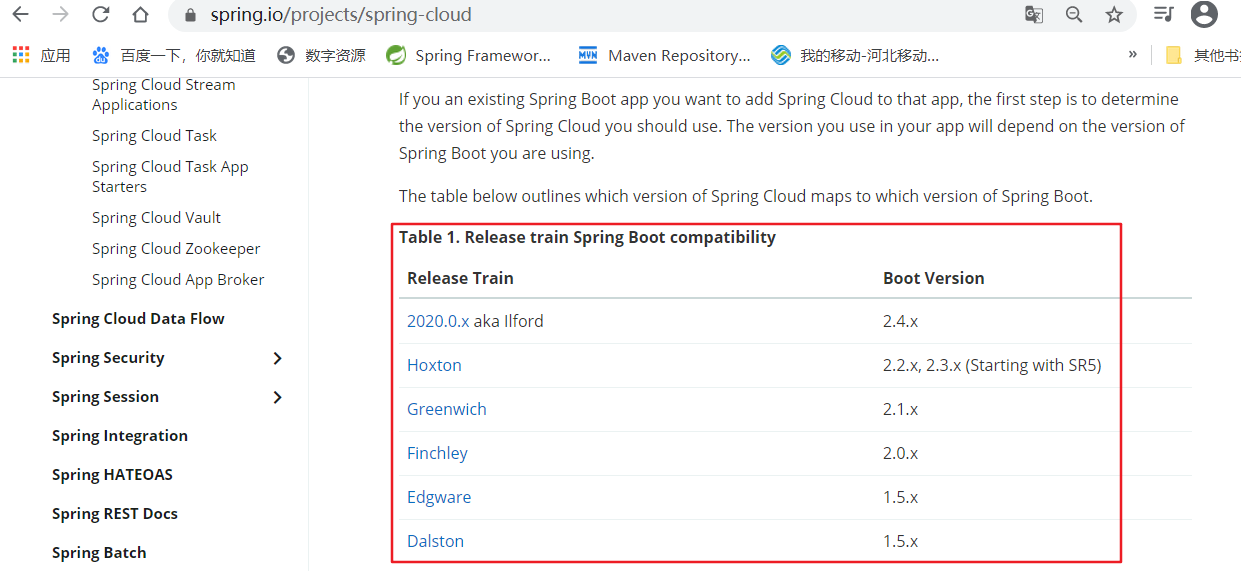 spring.io/projects/spring-cloud
应用 百度一下，你就知道 数字资源 Spring Framewor... MVN Maven Repository,... 我的移动-河北移动... » 其他书
Spring Cloud Stream
Applications
Spring Cloud Task
Spring Cloud Task App
Starters
Spring Cloud Vault
Spring Cloud Zookeeper
Spring Cloud App Broker
Spring Cloud Data Flow
Spring Security
Spring Session
Spring Integration
Spring HATEOAS
Spring REST Docs
Spring Batch
If you an existing Spring Boot app you want to add Spring Cloud to that app, the first step is to determine
the version of Spring Cloud you should use. The version you use in your app will depend on the version of
Spring Boot you are using.
The table below outlines which version of Spring Cloud maps to which version of Spring Boot.
Table 1. Release train Spring Boot compatibility
Release Train Boot Version
2020.0.x aka Ilford 2.4.x
Hoxton 2.2.x, 2.3.x (Starting with SR5)
Greenwich 2.1.x
Finchley 2.0.x
Edgware 1.5.x
Dalston 1.5.x